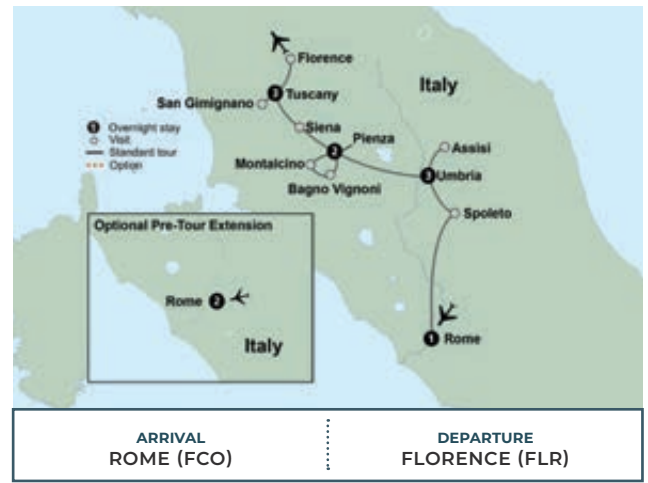 Florence
Italy
3 Tuscany
San Gimignano
Siena
1 Overnight stay
Visit
Standard tour
Option
2
Pienza
Assisi
Montalcino
3 Umbria
Bagno Vignoni
Spoleto
Optional Pre-Tour Extension
Rome 2
1 Rome
Italy
ARRIVAL
ROME (FCO)
DEPARTURE
FLORENCE (FLR)